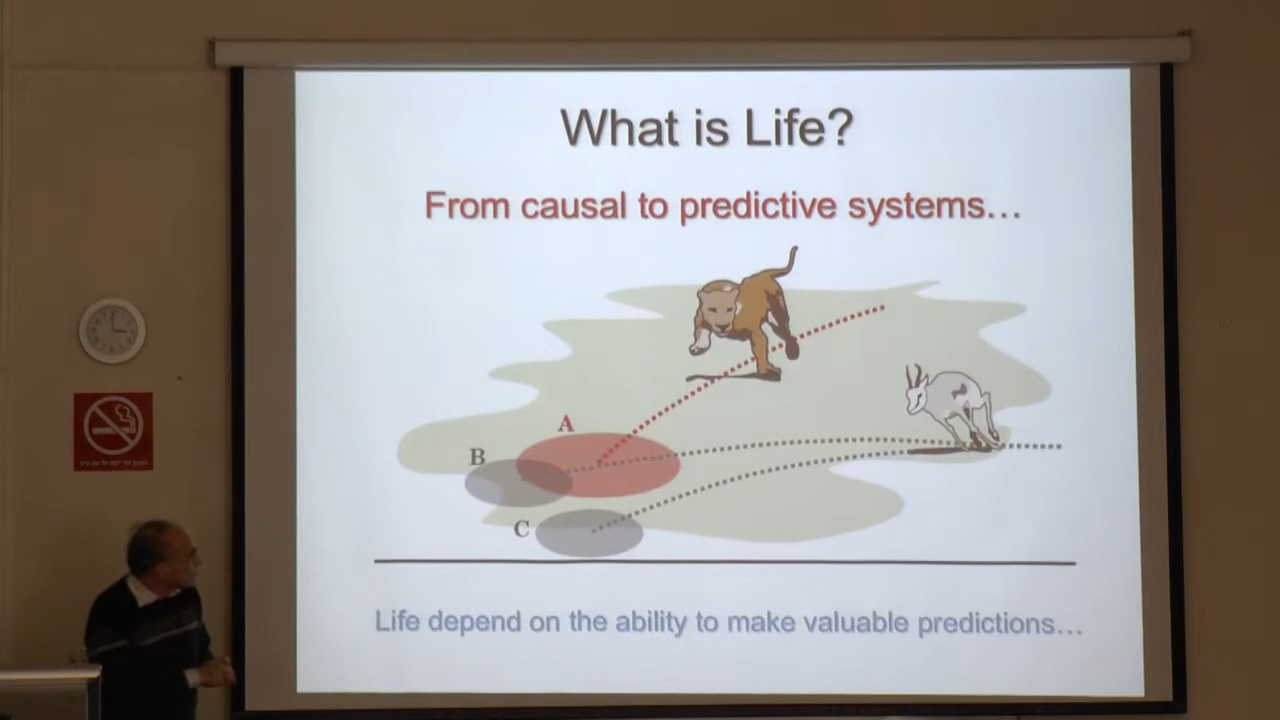 What is Life?
From causal to predictive systems...
A
B
C
Life depend on the ability to make valuable predictions...